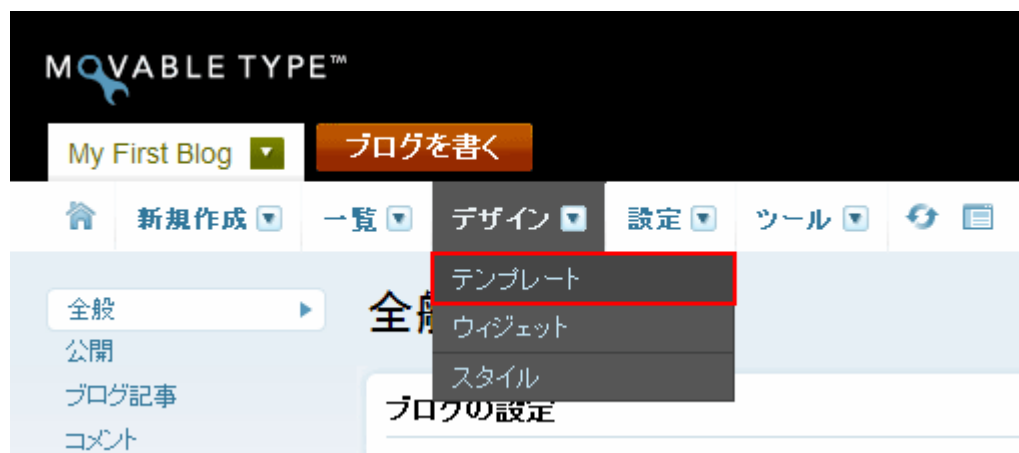 MOVABLE TYPE™
My First Blog ブログを書く
新規作成 一覧 デザイン 設定 ツール
テンプレート
ウィジェット
スタイル
全般
公開
ブログ記事
コメント
全般
ブログの設定